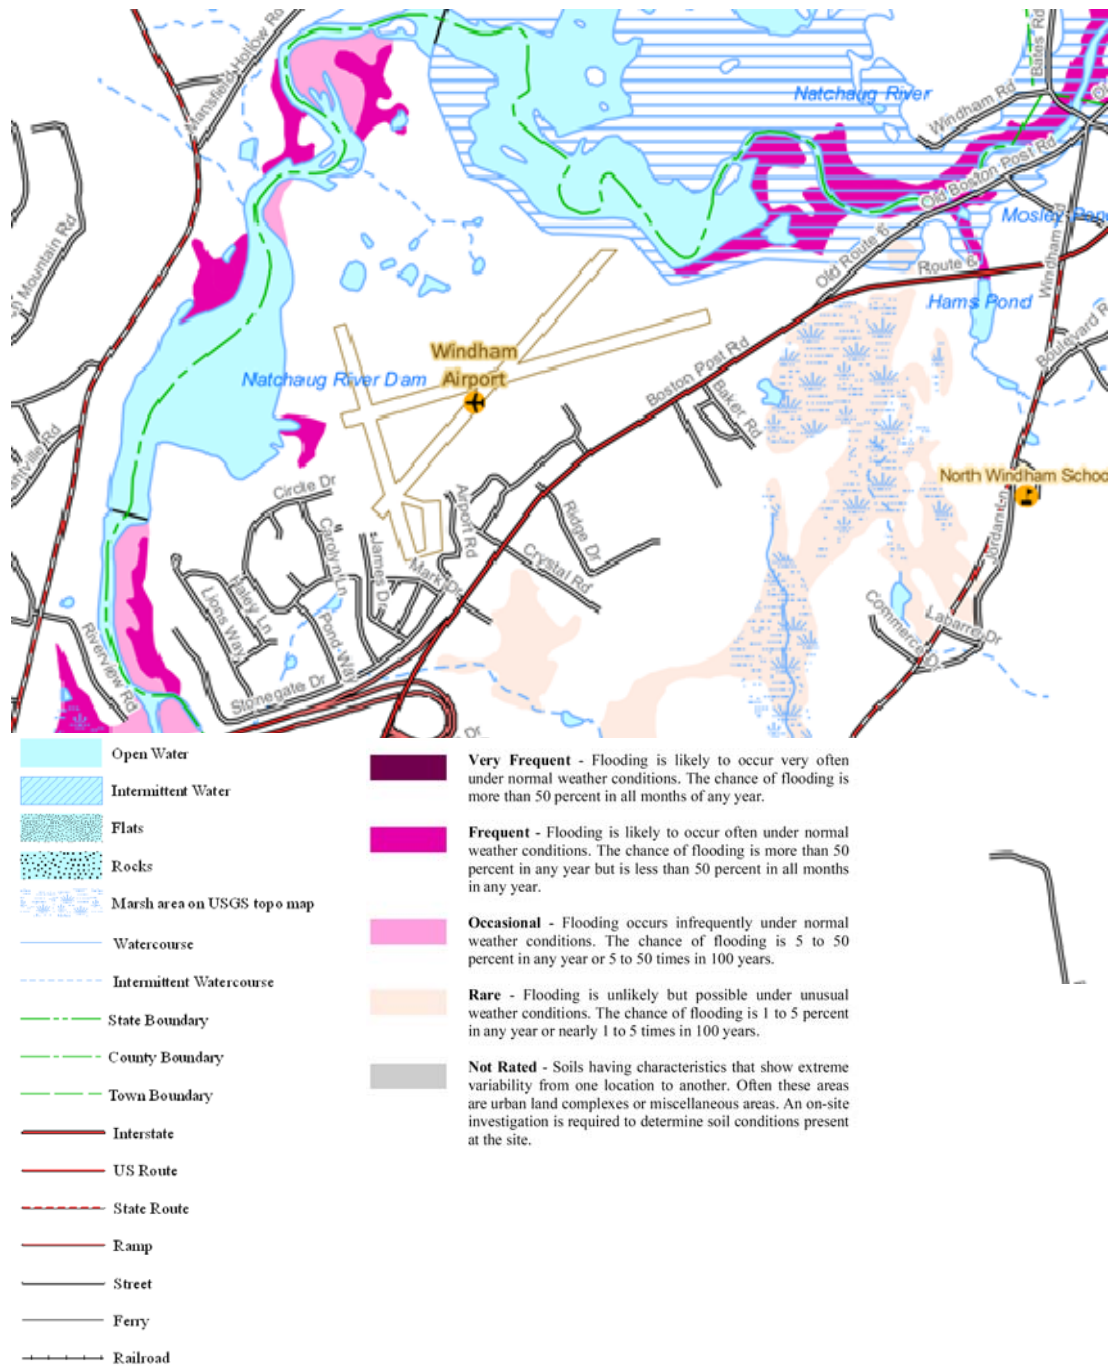 Mansfield Hollow Rd
Bates Rd
Natchaug River
Windham Rd
Old Boston Post Rd
Mountain Rd
Mosley Pond
Old Route 6
Route 6
Windham Rd
Hams Pond
Windham
Airport
Natchaug River Dam
Boston Post Rd
Boulevard R
Baker Rd
North Windham Schoo
Circle Dr
Airport Rd
Ridge Dr
Jordan Ln
Carolyn Ln
James Dr
Mark Dr
Crystal Rd
Haley Ln
Lions Way
Pond Way
Commerce Dr
Labarre Dr
Riverview Rd
Stonegate Dr
Dr
Open Water
Intermittent Water
Flats
Rocks
Marsh area on USGS topo map
Watercourse
Intermittent Watercourse
State Boundary
County Boundary
Town Boundary
Interstate
US Route
State Route
Ramp
Street
Ferry
Railroad
Very Frequent - Flooding is likely to occur very often
under normal weather conditions. The chance of flooding is
more than 50 percent in all months of any year.
Frequent - Flooding is likely to occur often under normal
weather conditions. The chance of flooding is more than 50
percent in any year but is less than 50 percent in all months
in any year.
Occasional - Flooding occurs infrequently under normal
weather conditions. The chance of flooding is 5 to 50
percent in any year or 5 to 50 times in 100 years.
Rare - Flooding is unlikely but possible under unusual
weather conditions. The chance of flooding is 1 to 5 percent
in any year or nearly 1 to 5 times in 100 years.
Not Rated - Soils having characteristics that show extreme
variability from one location to another. Often these areas
are urban land complexes or miscellaneous areas. An on-site
investigation is required to determine soil conditions present
at the site.